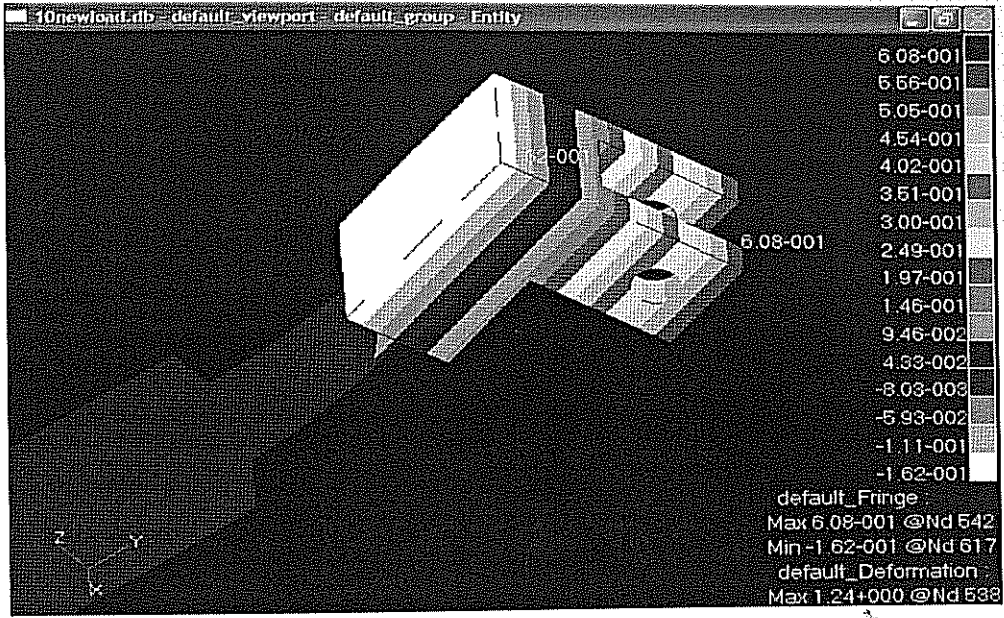 10newload.db - default_viewport - default_group - Entity
6.08-001
5.56-001
5.05-001
4.54-001
4.02-001
3.51-001
3.00-001
2.49-001
1.97-001
1.46-001
9.46-002
4.33-002
-8.03-003
-5.93-002
-1.11-001
-1.62-001
62-00
6.08-001
default_Fringe :
Max 6.08-001 @Nd 542
Min -1.62-001 @Nd 617
default_Deformation :
Max 1.24+000 @Nd 538
Z
Y
X